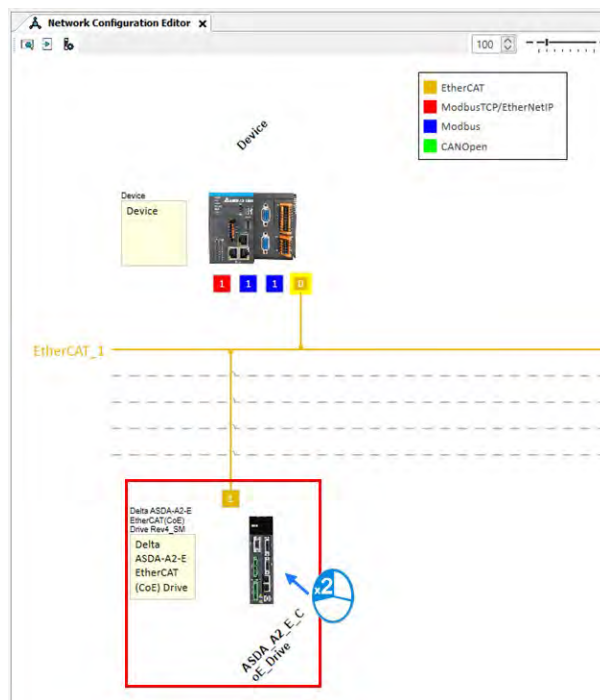 Network Configuration Editor
100
EtherCAT
ModbusTCP/EtherNetIP
Modbus
CANOpen
Device
Device
Device
1 1 1 0
EtherCAT_1
1
Delta ASDA-A2-E
EtherCAT(CoE)
Drive Rev4_SM
Delta
ASDA-A2-E
EtherCAT
(CoE) Drive
x2
ASDA_A2_E_C
oE_Drive